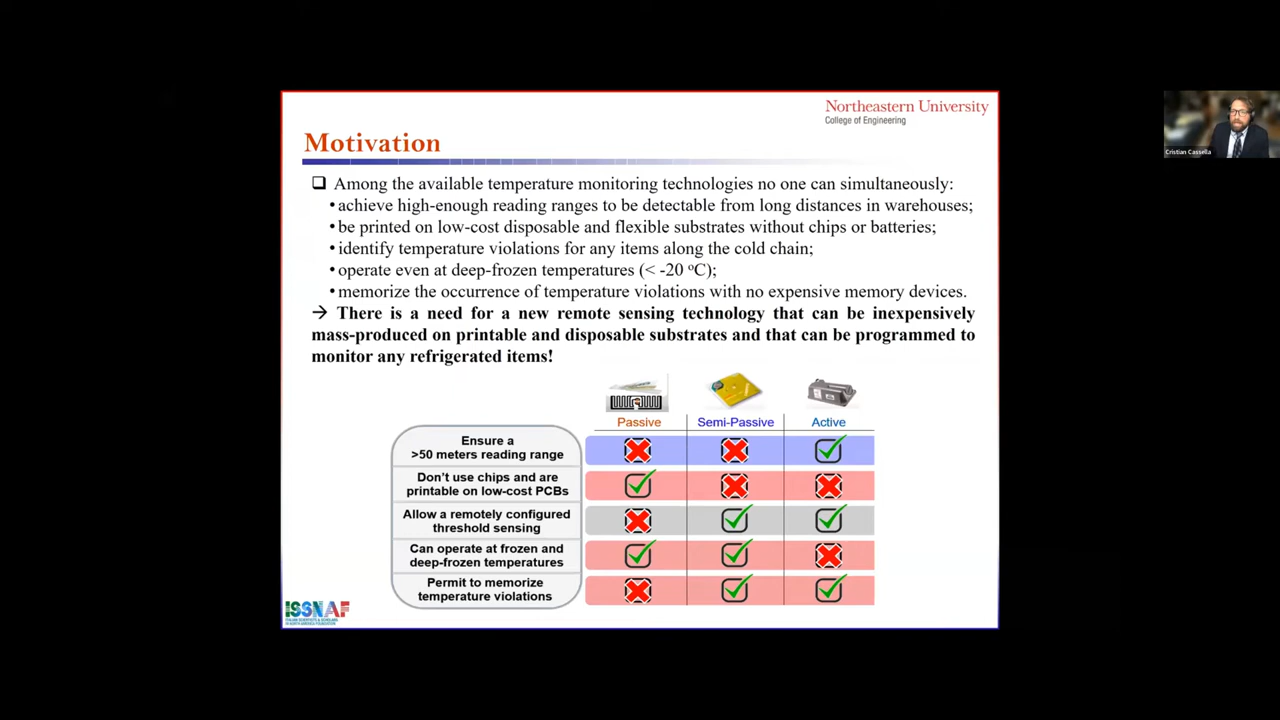 Northeastern University
College of Engineering
Cristian Cassella
Motivation
Among the available temperature monitoring technologies no one can simultaneously:
• achieve high-enough reading ranges to be detectable from long distances in warehouses;
• be printed on low-cost disposable and flexible substrates without chips or batteries;
• identify temperature violations for any items along the cold chain;
• operate even at deep-frozen temperatures (< -20 °C);
• memorize the occurrence of temperature violations with no expensive memory devices.
→ There is a need for a new remote sensing technology that can be inexpensively
mass-produced on printable and disposable substrates and that can be programmed to
monitor any refrigerated items!
Passive Semi-Passive Active
Ensure a
>50 meters reading range
Don't use chips and are
printable on low-cost PCBs
Allow a remotely configured
threshold sensing
Can operate at frozen and
deep-frozen temperatures
Permit to memorize
temperature violations
ISSNAF
ITALIAN SCIENTISTS & SCHOLARS
IN NORTH AMERICA FOUNDATION